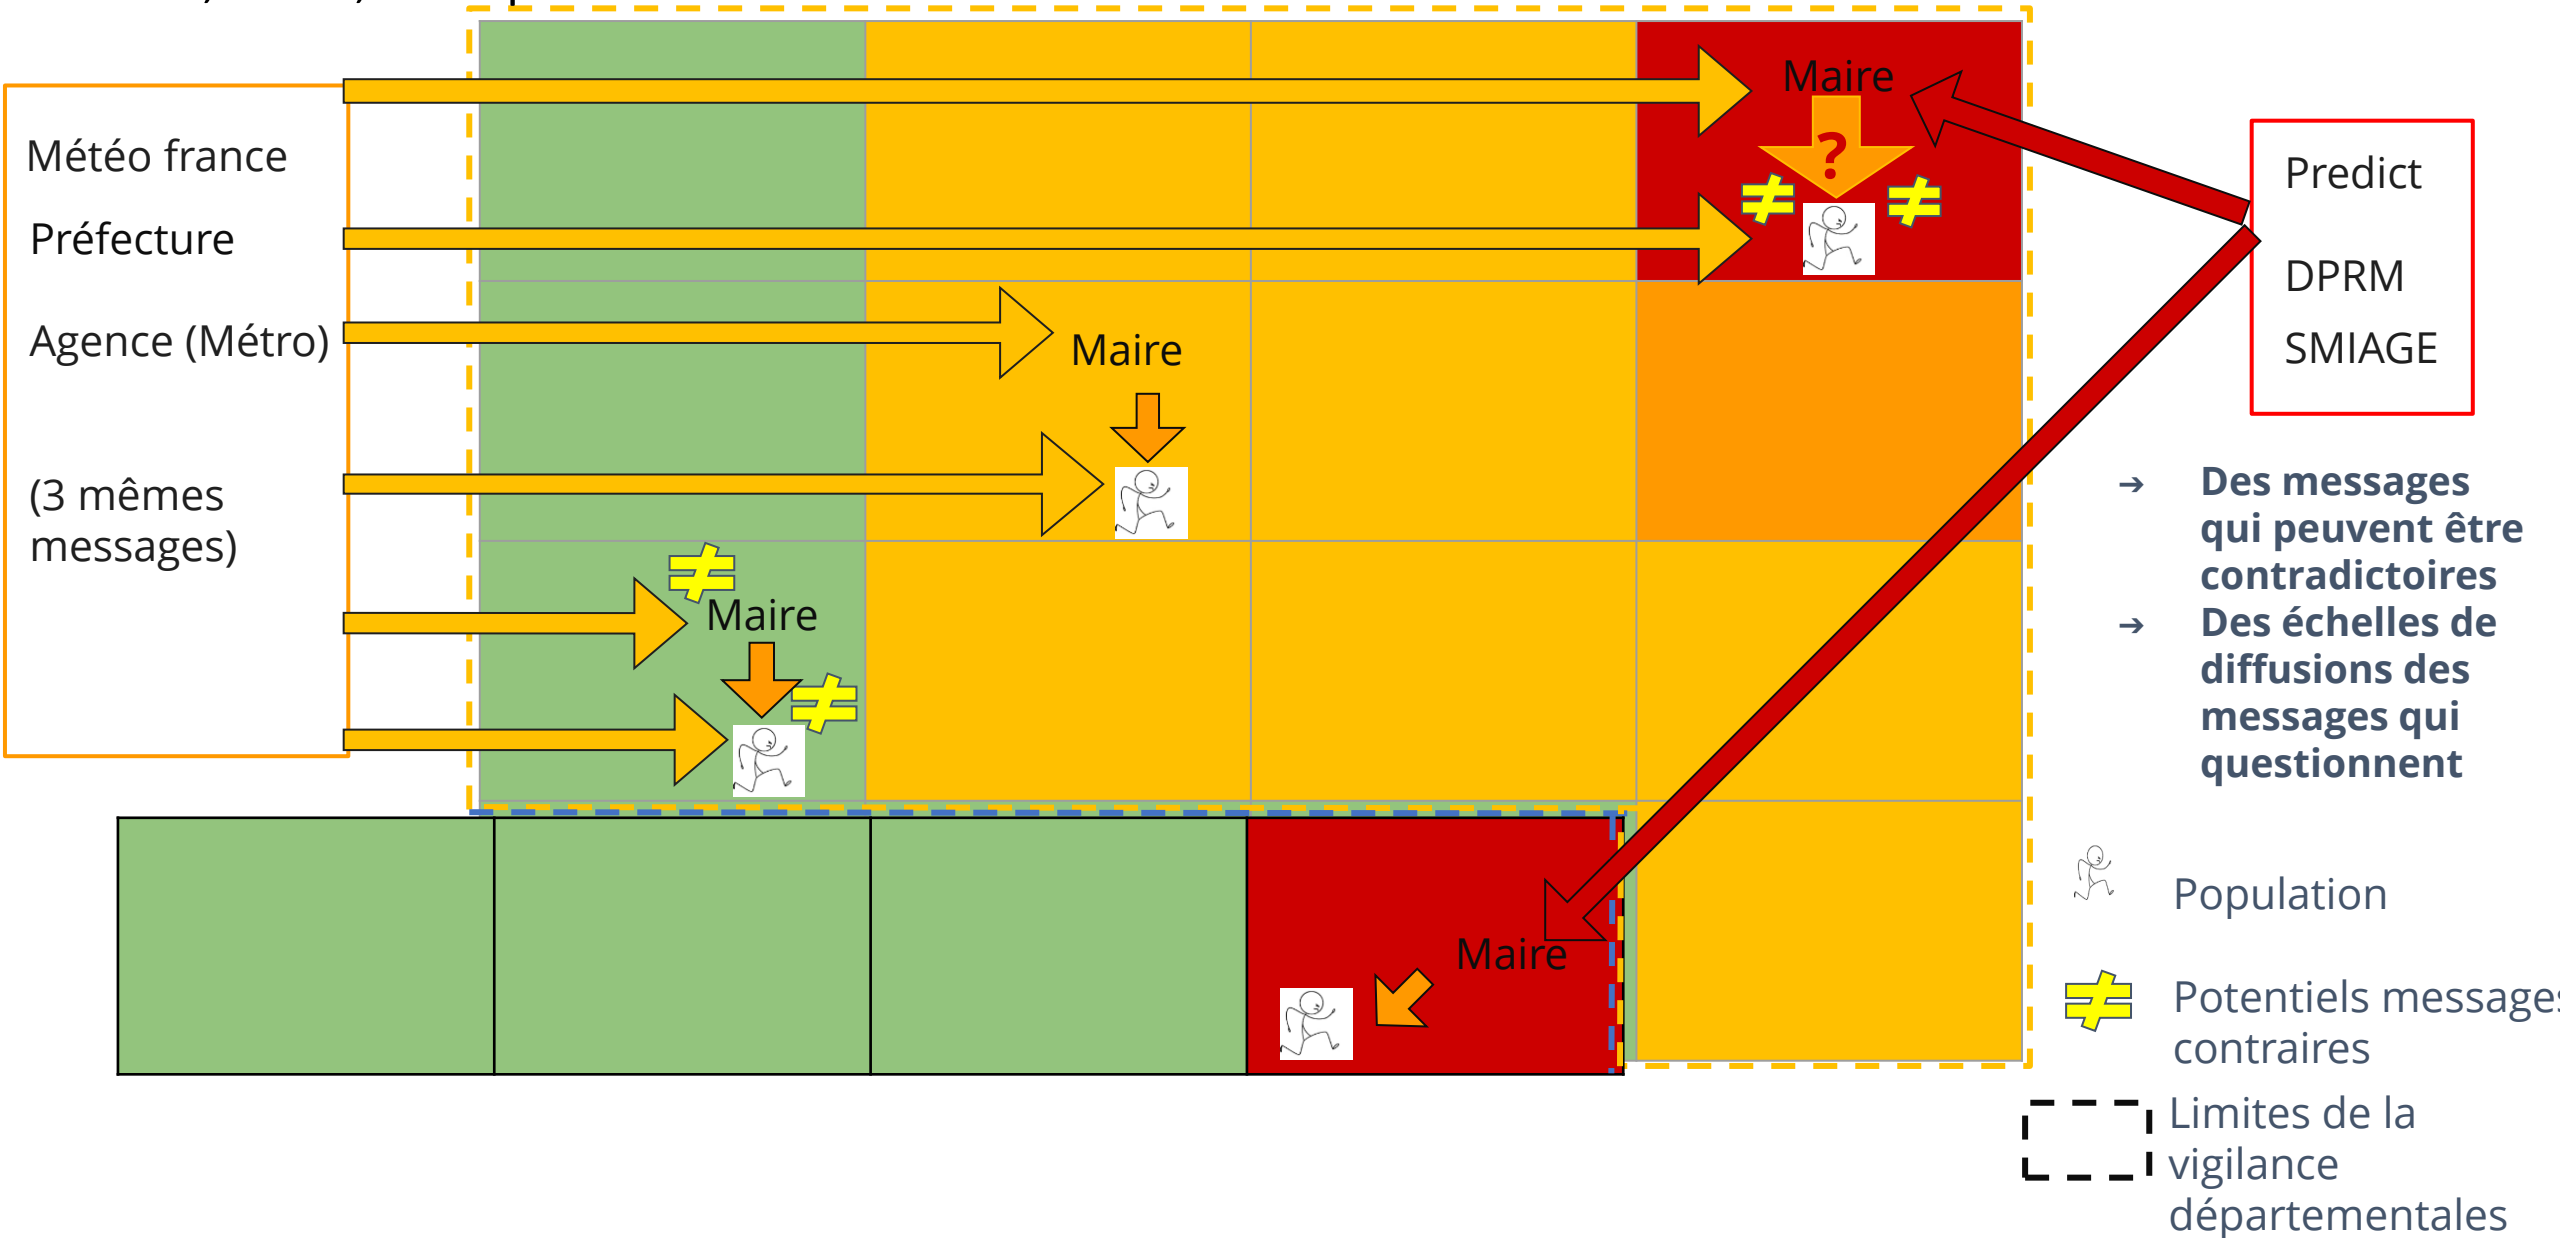 Météo france
Préfecture
Agence (Métro)
(3 mêmes
messages)
Maire
?
Maire
Maire
Maire
Predict
DPRM
SMIAGE
➔ Des messages
qui peuvent être
contradictoires
➔ Des échelles de
diffusions des
messages qui
questionnent
Population
≠ Potentiels messages
contraires
Limites de la
vigilance
départementales